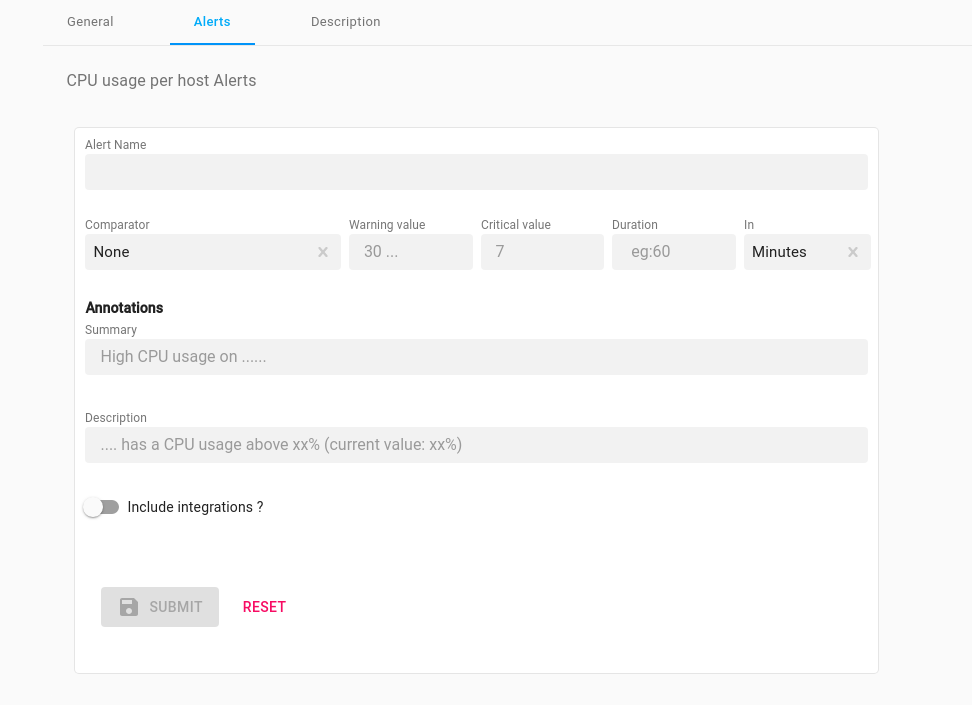 General Alerts Description
CPU usage per host Alerts
Alert Name
Comparator Warning value Critical value Duration In
None × 30 ... 7 eg:60 Minutes ×
Annotations
Summary
High CPU usage on ......
Description
.... has a CPU usage above xx% (current value: xx%)
Include integrations ?
SUBMIT RESET